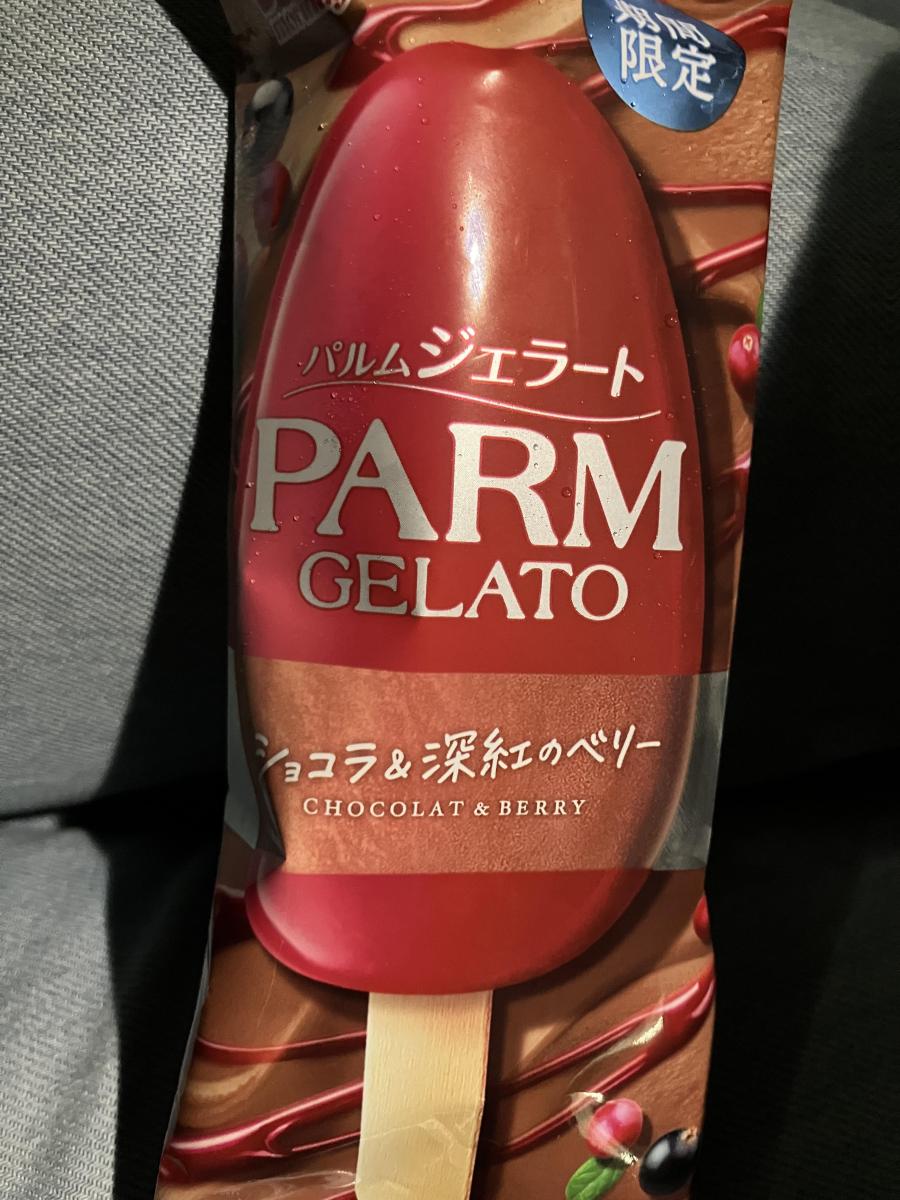 期間
限定
パルムジェラート
PARM
GELATO
ショコラ&深紅のベリー
CHOCOLAT & BERRY